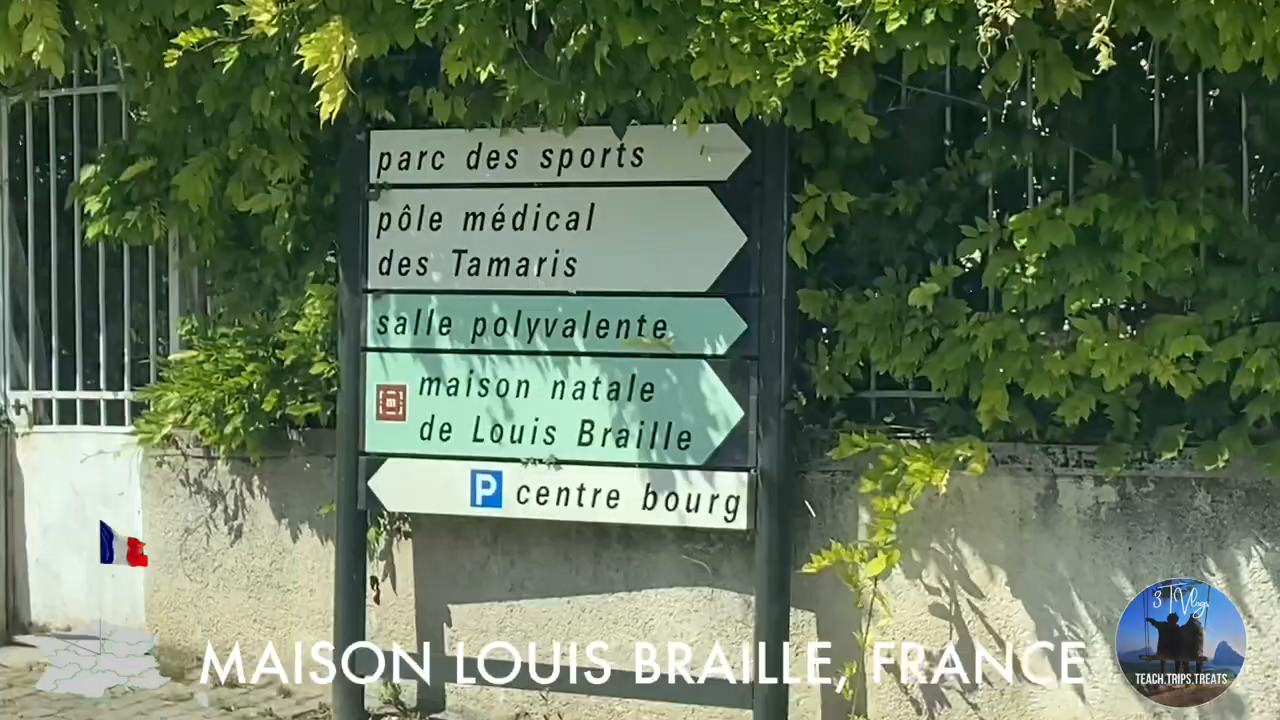 parc des sports
pôle médical
des Tamaris
salle polyvalente
m
maison natale
de Louis Braille
P centre bourg
MAISON LOUIS BRAILLE, FRANCE
3 T Vlogs
TEACH.TRIPS.TREATS